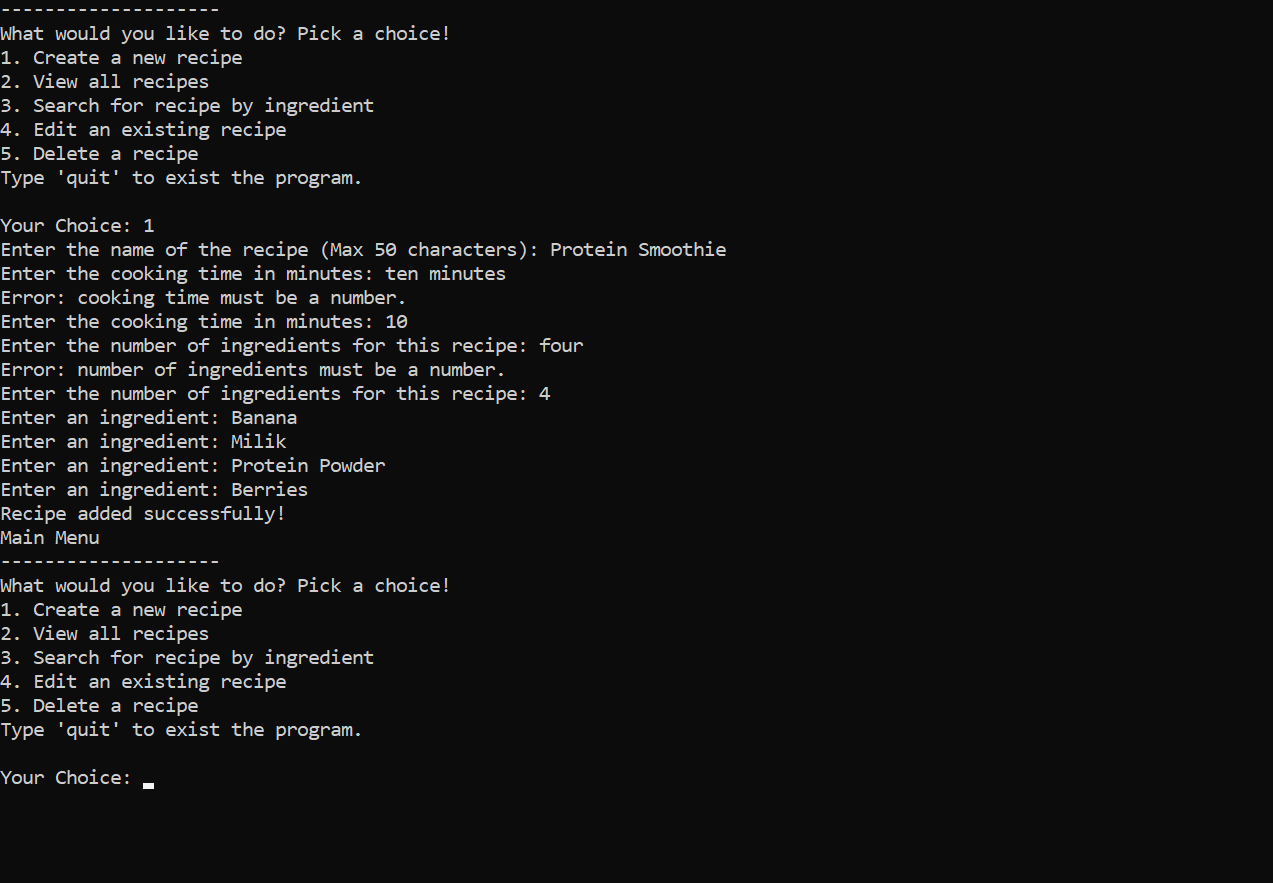 --------------------
What would you like to do? Pick a choice!
1. Create a new recipe
2. View all recipes
3. Search for recipe by ingredient
4. Edit an existing recipe
5. Delete a recipe
Type 'quit' to exist the program.
Your Choice: 1
Enter the name of the recipe (Max 50 characters): Protein Smoothie
Enter the cooking time in minutes: ten minutes
Error: cooking time must be a number.
Enter the cooking time in minutes: 10
Enter the number of ingredients for this recipe: four
Error: number of ingredients must be a number.
Enter the number of ingredients for this recipe: 4
Enter an ingredient: Banana
Enter an ingredient: Milik
Enter an ingredient: Protein Powder
Enter an ingredient: Berries
Recipe added successfully!
Main Menu
--------------------
What would you like to do? Pick a choice!
1. Create a new recipe
2. View all recipes
3. Search for recipe by ingredient
4. Edit an existing recipe
5. Delete a recipe
Type 'quit' to exist the program.
Your Choice: